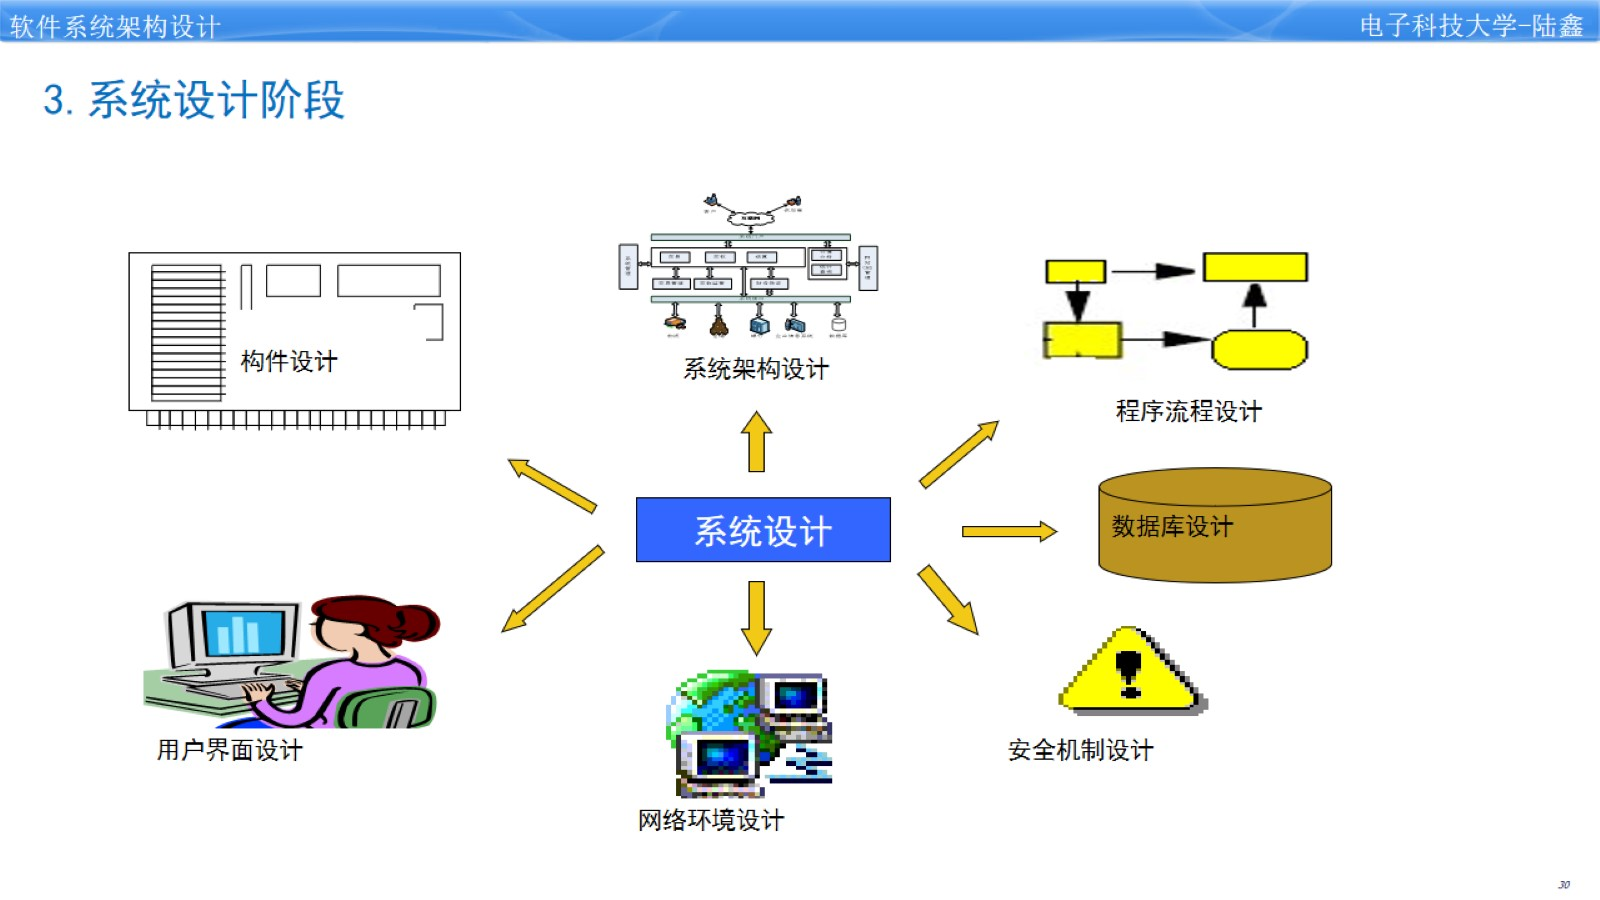 软件系统架构设计
电子科技大学-陆鑫
3. 系统设计阶段
构件设计
系统架构设计
程序流程设计
系统设计
数据库设计
用户界面设计
网络环境设计
安全机制设计
30